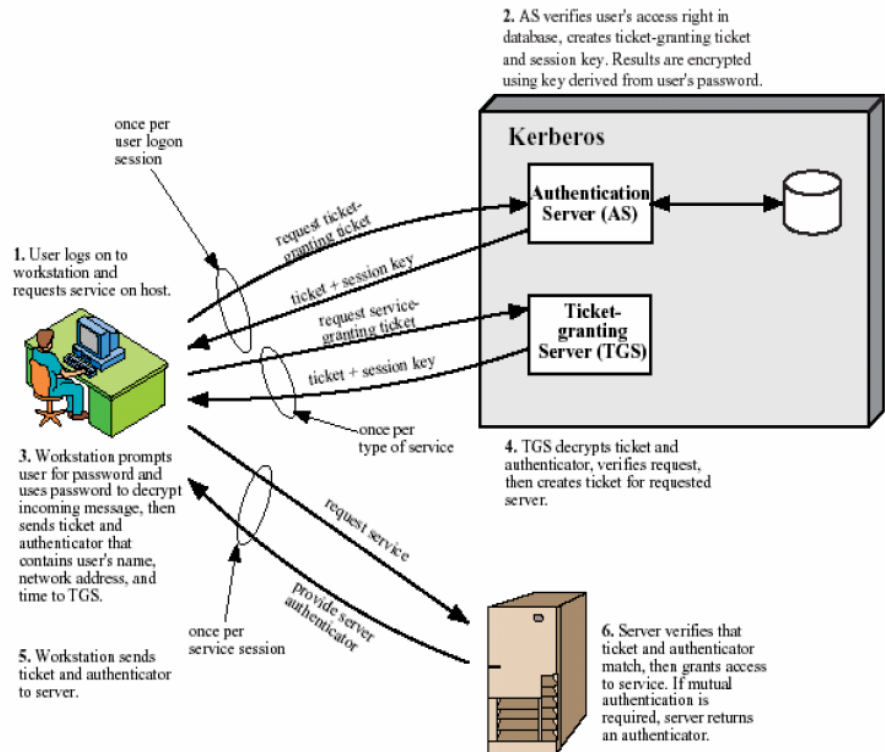 2. AS verifies user's access right in
database, creates ticket-granting ticket
and session key. Results are encrypted
using key derived from user's password.
once per
user logon
session
Kerberos
Authentication
Server (AS)
request ticket-
granting ticket
1. User logs on to
workstation and
requests service on host.
ticket + session key
request service-
granting ticket
Ticket-
granting
Server (TGS)
ticket + session key
once per
type of service
3. Workstation prompts
user for password and
uses password to decrypt
incoming message, then
sends ticket and
authenticator that
contains user's name,
network address, and
time to TGS.
4. TGS decrypts ticket and
authenticator, verifies request,
then creates ticket for requested
server.
request service
provide server
authenticator
once per
service session
5. Workstation sends
ticket and authenticator
to server.
6. Server verifies that
ticket and authenticator
match, then grants access
to service. If mutual
authentication is
required, server returns
an authenticator.